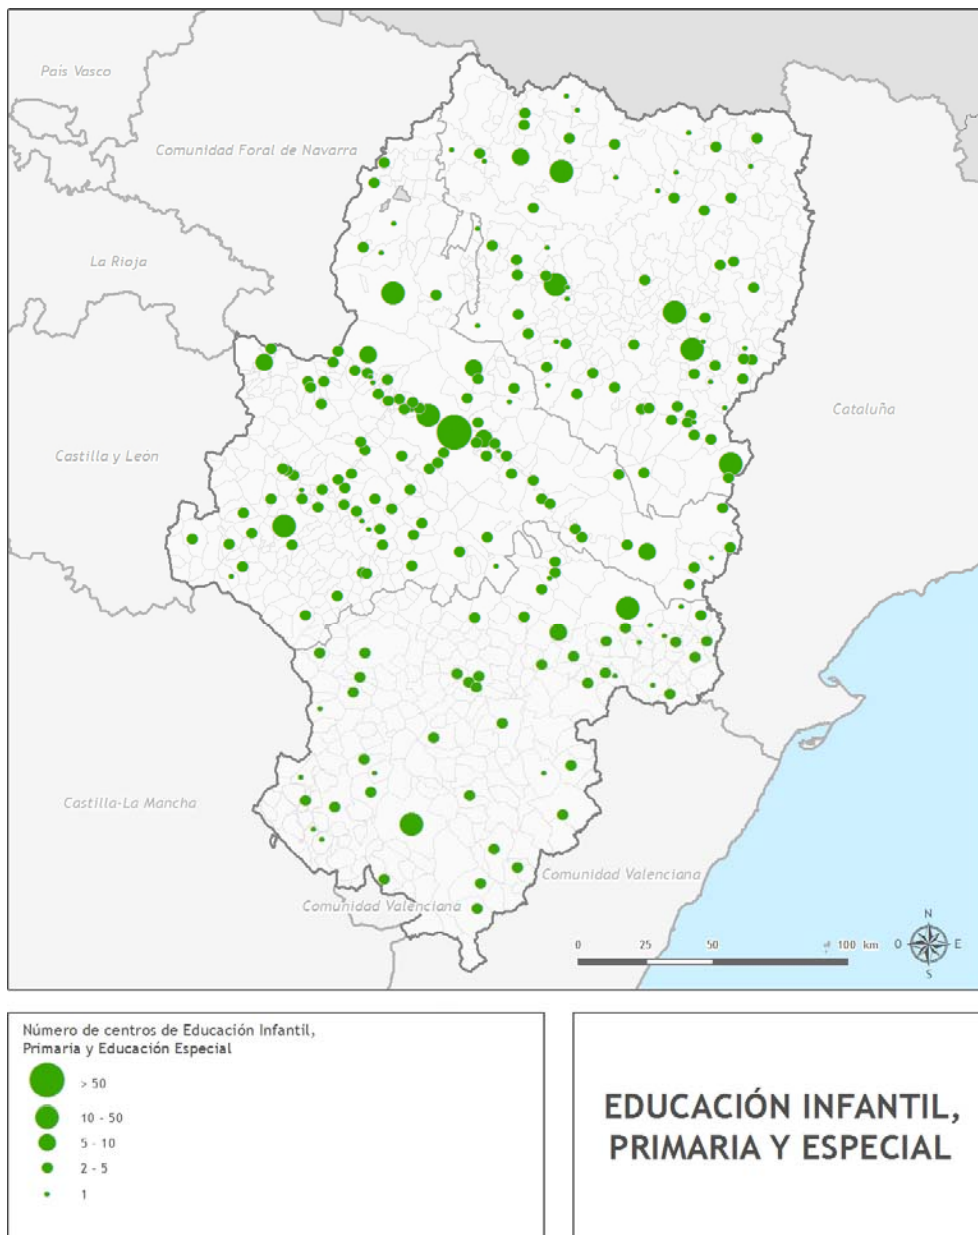 País Vasco
Comunidad Foral de Navarra
La Rioja
Cataluña
Castilla y León
Castilla-La Mancha
Comunidad Valenciana
Comunidad Valenciana
N
O E
S
0 25 50 100 km
Número de centros de Educación Infantil,
Primaria y Educación Especial
> 50
10 - 50
5 - 10
2 - 5
1
EDUCACIÓN INFANTIL,
PRIMARIA Y ESPECIAL